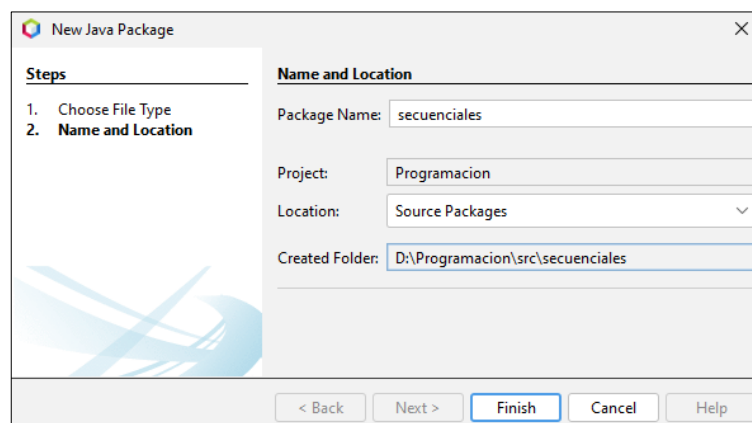 New Java Package
Steps
1. Choose File Type
2. Name and Location
Name and Location
Package Name: secuenciales
Project: Programacion
Location: Source Packages
Created Folder: D:\Programacion\src\secuenciales
< Back Next > Finish Cancel Help